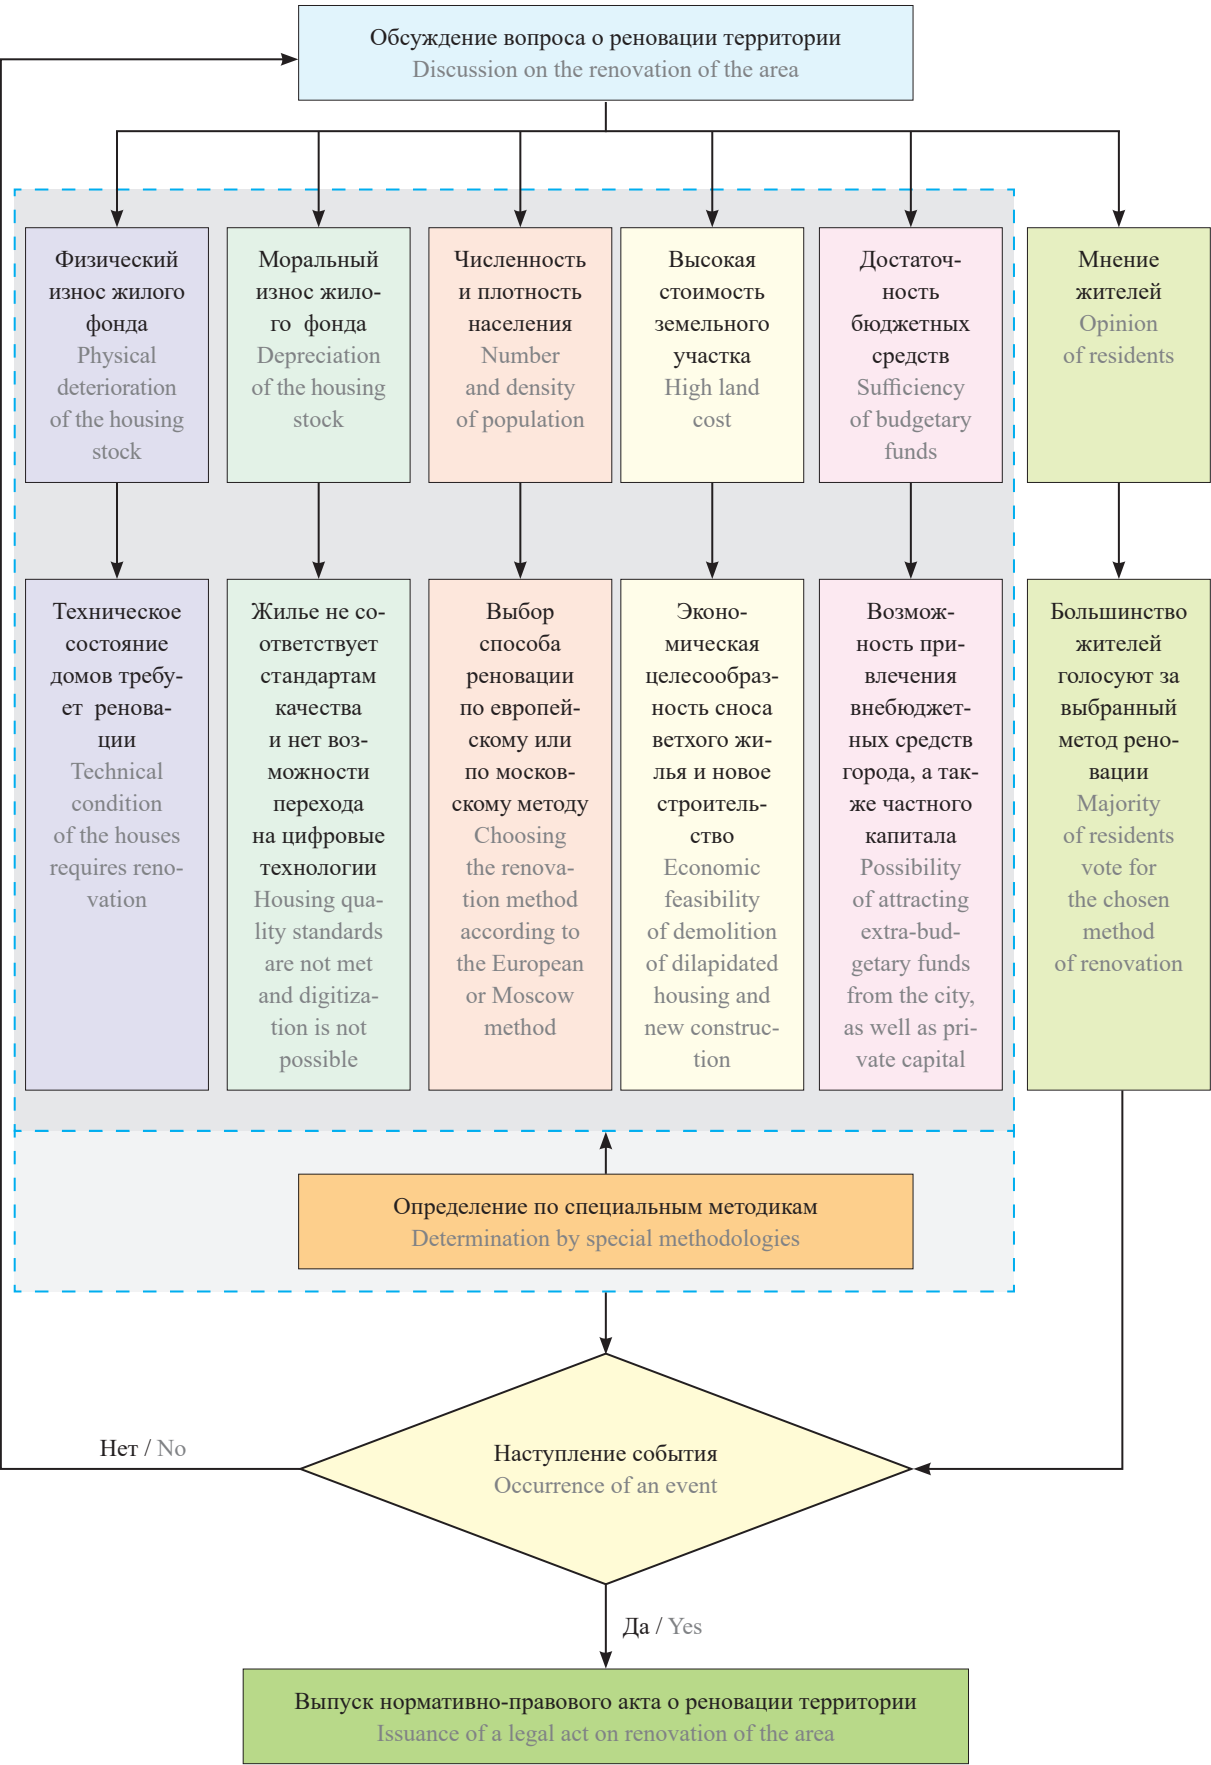 Обсуждение вопроса о реновации территории
Discussion on the renovation of the area
Физический
износ жилого
фонда
Physical
deterioration
of the housing
stock
Моральный
износ жило-
го фонда
Depreciation
of the housing
stock
Численность
и плотность
населения
Number
and density
of population
Высокая
стоимость
земельного
участка
High land
cost
Достаточ-
ность
бюджетных
средств
Sufficiency
of budgetary
funds
Мнение
жителей
Opinion
of residents
Техническое
состояние
домов требу-
ет реновa-
ции
Technical
condition
of the houses
requires reno-
vation
Жилье не со-
ответствует
стандартам
качества
и нет воз-
можности
перехода
на цифровые
технологии
Housing qua-
lity standards
are not met
and digitiza-
tion is not
possible
Выбор
способа
реновации
по европей-
скому или
по москов-
скому методу
Choosing
the renova-
tion method
according to
the European
or Moscow
method
Эконо-
мическая
целесообраз-
ность сноса
ветхого жи-
лья и новое
строитель-
ство
Economic
feasibility
of demolition
of dilapidated
housing and
new construc-
tion
Возмож-
ность при-
влечения
внебюджет-
ных средств
города, а так-
же частного
капитала
Possibility
of attracting
extra-bud-
getary funds
from the city,
as well as pri-
vate capital
Большинство
жителей
голосуют за
выбранный
метод рено-
вации
Majority
of residents
vote for
the chosen
method
of renovation
Определение по специальным методикам
Determination by special methodologies
Нет / No
Наступление события
Occurrence of an event
Да / Yes
Выпуск нормативно-правового акта о реновации территории
Issuance of a legal act on renovation of the area